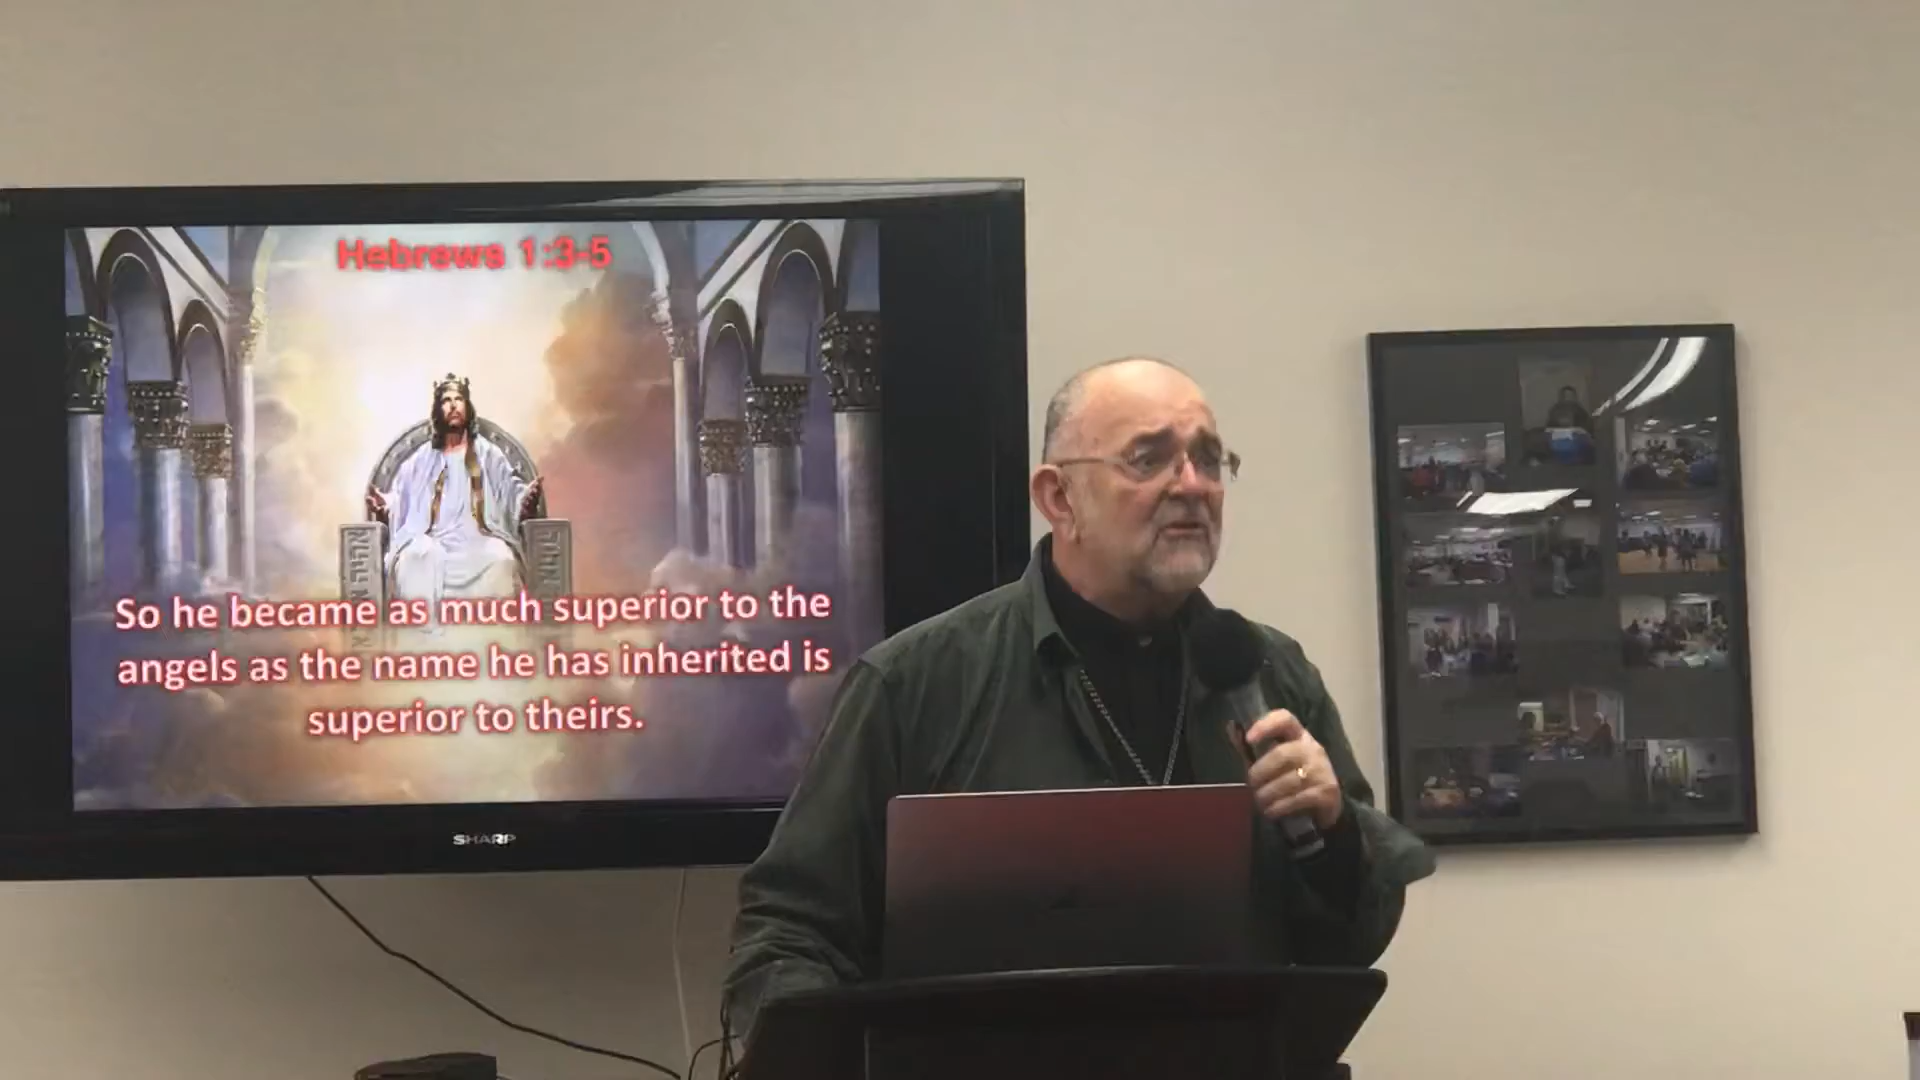 Hebrews 1:3-5
So he became as much superior to the
angels as the name he has inherited is
superior to theirs.
SHARP